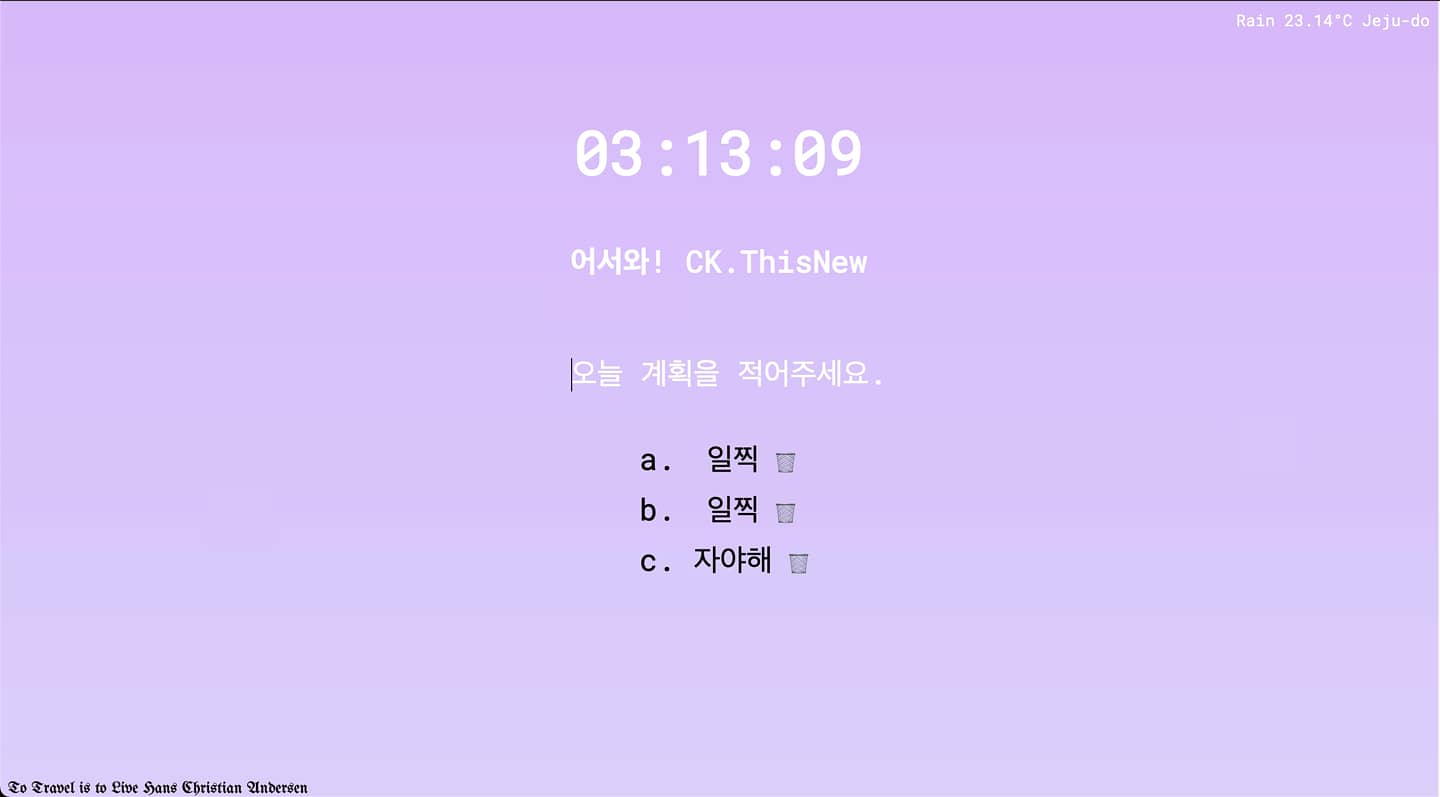 Rain 23.14°C Jeju-do
03:13:09
어서와! CK.ThisNew
오늘 계획을 적어주세요.
a. 일찍
b. 일찍
c. 자야해
To Travel is to Live Hans Christian Andersen